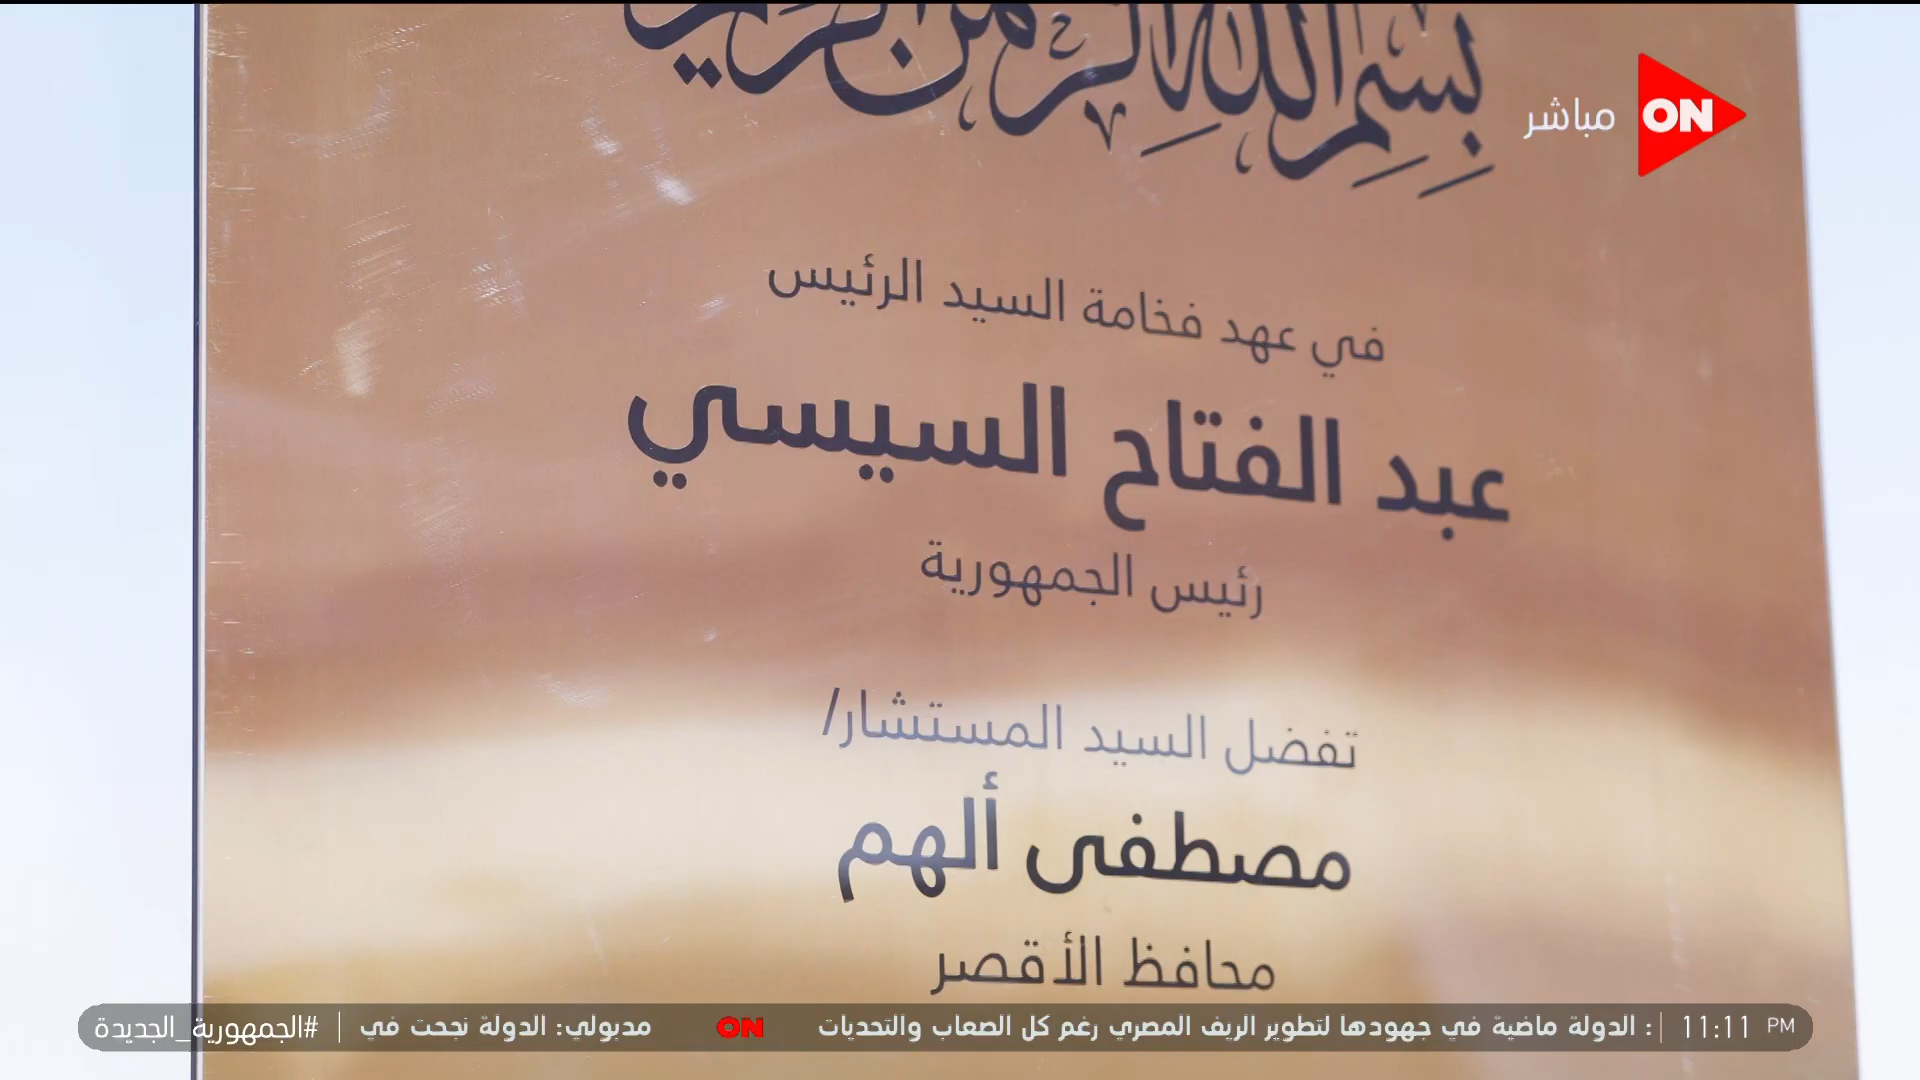 بسم الله الرحمن الرحيم
مباشر ON
في عهد فخامة السيد الرئيس
عبد الفتاح السيسي
رئيس الجمهورية
تفضل السيد المستشار/
مصطفى ألهم
محافظ الأقصر
11:11 PM
: الدولة ماضية في جهودها لتطوير الريف المصري رغم كل الصعاب والتحديات ON مدبولي: الدولة نجحت في
#الجمهورية_الجديدة